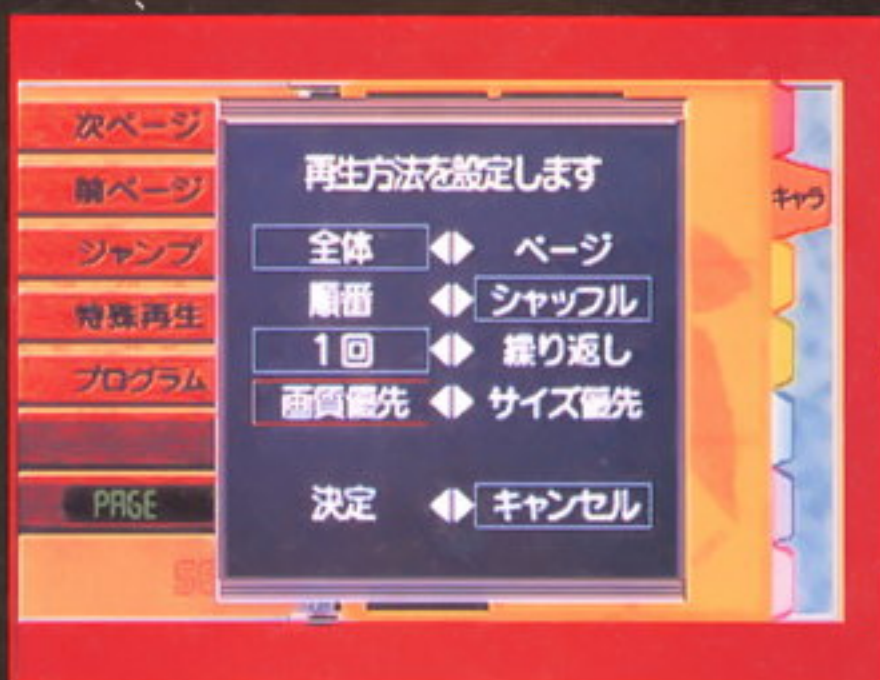 次ページ
前ページ
ジャンプ
特殊再生
プログラム
PAGE
再生方法を設定します
全体 ページ
順番 シャッフル
1回 繰り返し
画質優先 サイズ優先
決定 キャンセル
キャラ